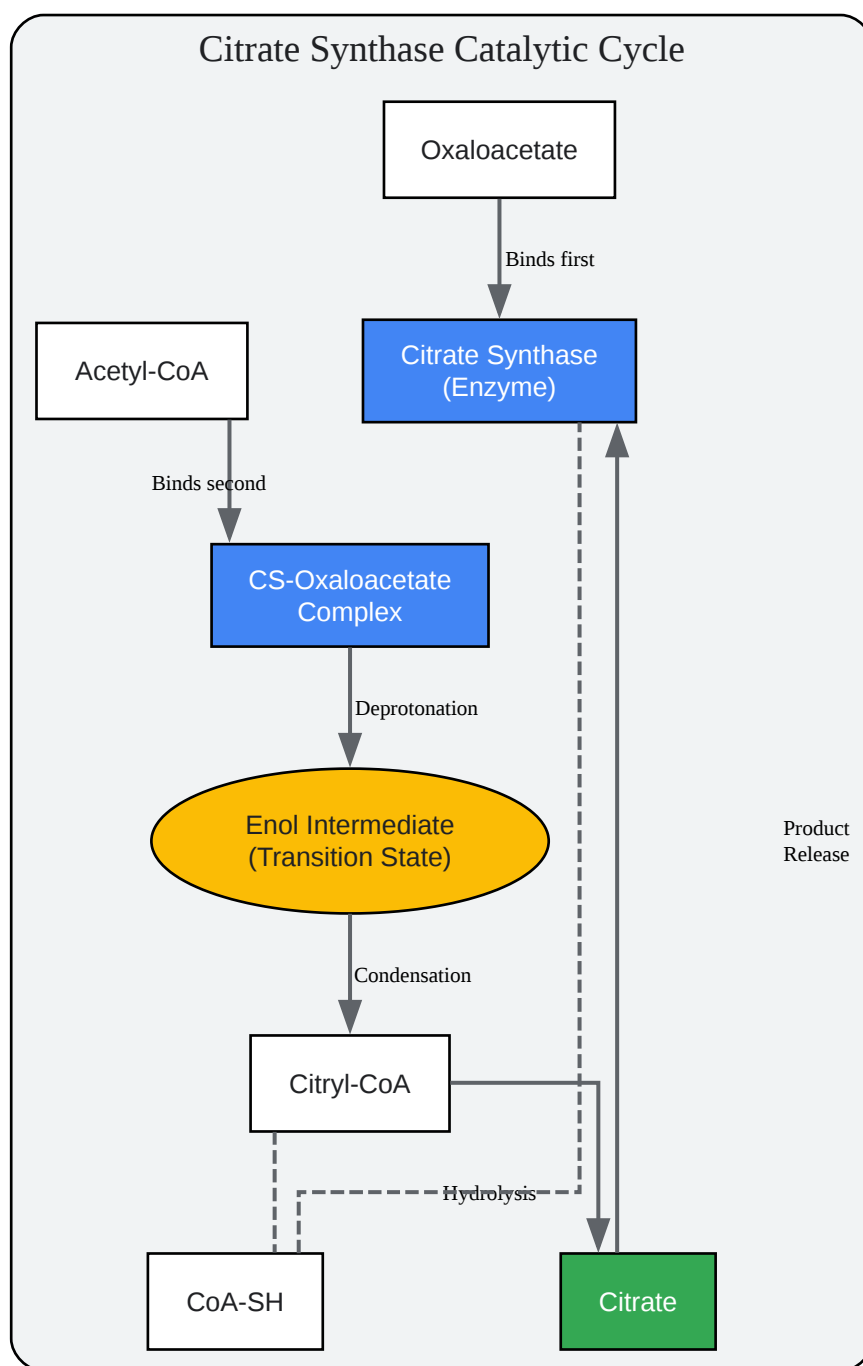 Citrate Synthase Catalytic Cycle
Oxaloacetate
Binds first
Citrate Synthase
(Enzyme)
Acetyl-CoA
Binds second
CS-Oxaloacetate
Complex
Deprotonation
Enol Intermediate
(Transition State)
Product
Release
Condensation
Citryl-CoA
Hydrolysis
CoA-SH
Citrate